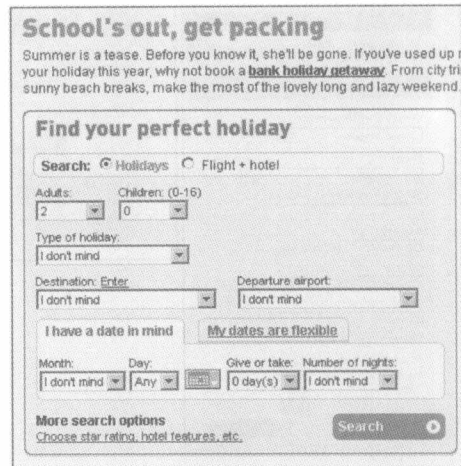 School's out, get packing
Summer is a tease. Before you know it, she'll be gone. If you've used up
your holiday this year, why not book a bank holiday getaway. From city
sunny beach breaks, make the most of the lovely long and lazy weekend.
Find your perfect holiday
Search: Holidays Flight + hotel
Adults: Children: (0-16)
2 0
Type of holiday:
I don't mind
Destination: Enter Departure airport:
I don't mind I don't mind
I have a date in mind My dates are flexible
Month: Day: Give or take: Number of nights:
I don't mind Any 0 day(s) I don't mind
More search options
Choose star rating, hotel features, etc.
Search